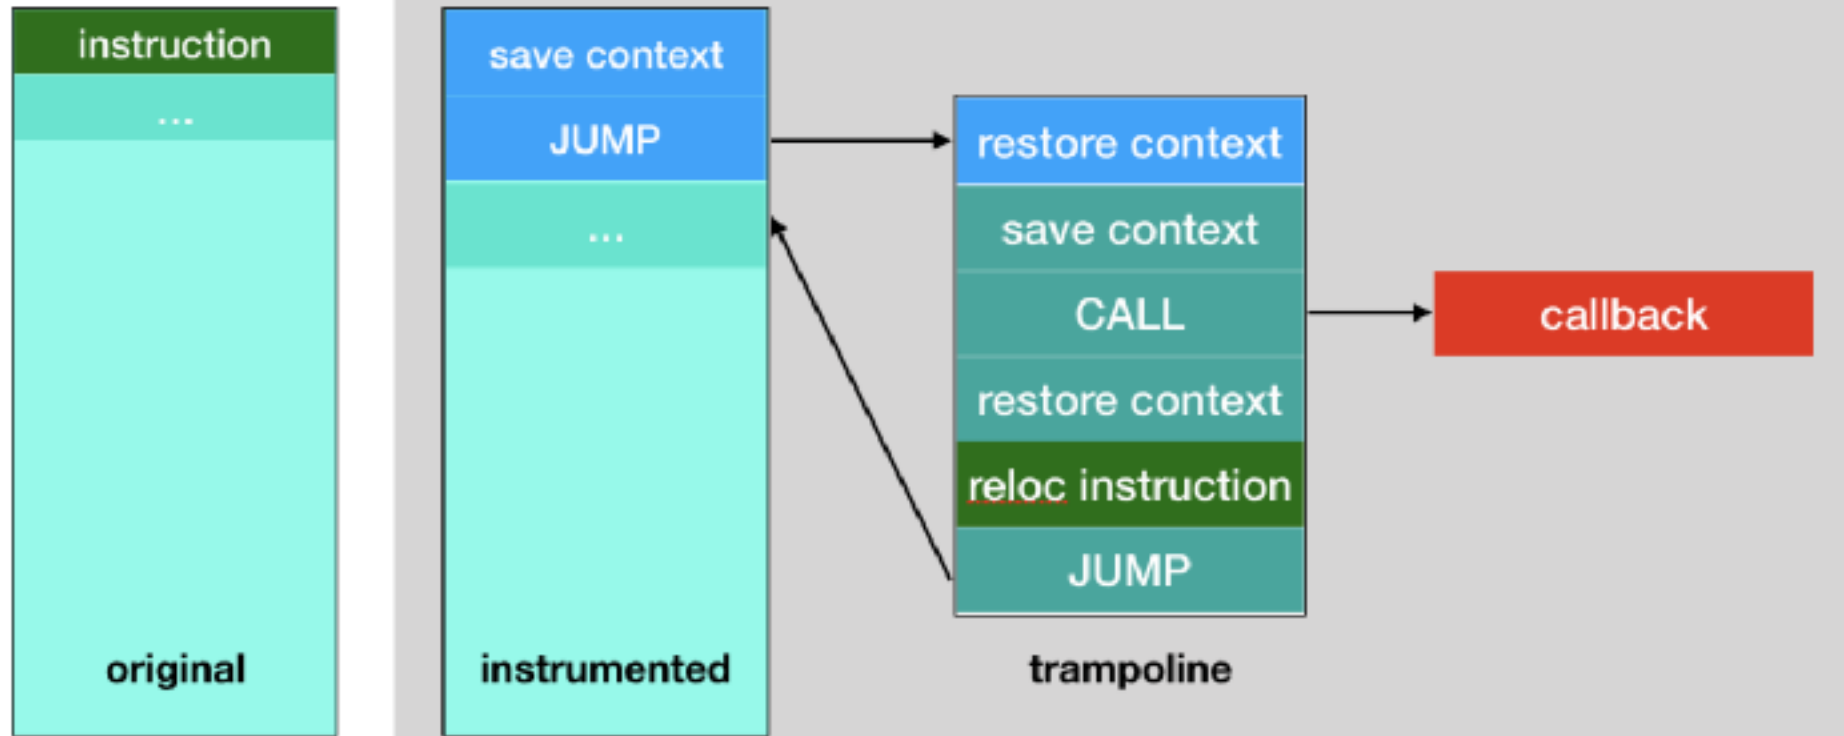 instruction
...
original
save context
JUMP
...
instrumented
restore context
save context
CALL
restore context
reloc instruction
JUMP
trampoline
callback